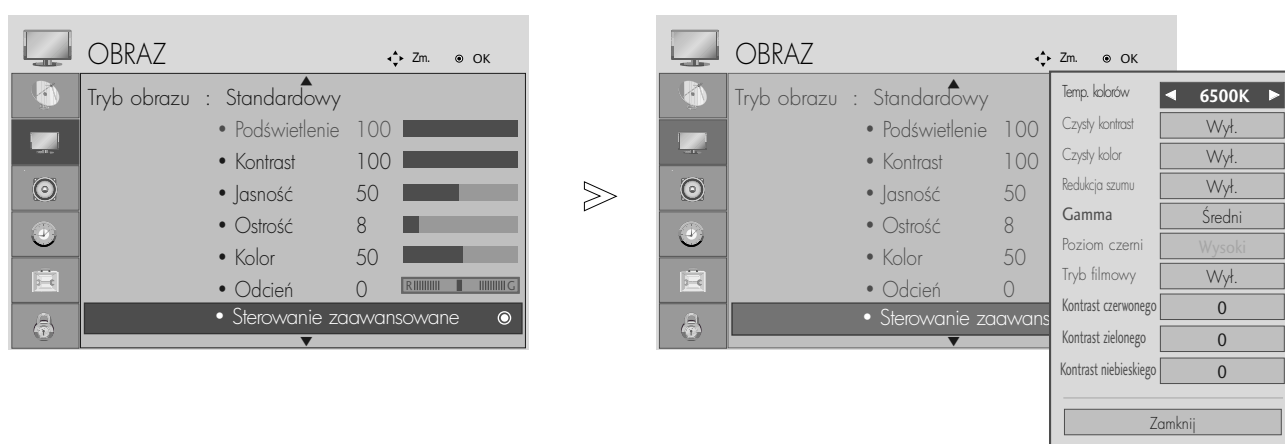 OBRAZ Zm. OK
Tryb obrazu : Standardowy
• Podświetlenie 100
• Kontrast 100
• Jasność 50
• Ostrość 8
• Kolor 50
• Odcień 0 R G
• Sterowanie zaawansowane
OBRAZ Zm. OK
Tryb obrazu : Standardowy
• Podświetlenie 100
• Kontrast 100
• Jasność 50
• Ostrość 8
• Kolor 50
• Odcień 0
• Sterowanie zaawans
Temp. kolorów 6500K
Czysty kontrast Wył.
Czysty kolor Wył.
Redukcja szumu Wył.
Gamma Średni
Poziom czerni Wysoki
Tryb filmowy Wył.
Kontrast czerwonego 0
Kontrast zielonego 0
Kontrast niebieskiego 0
Zamknij